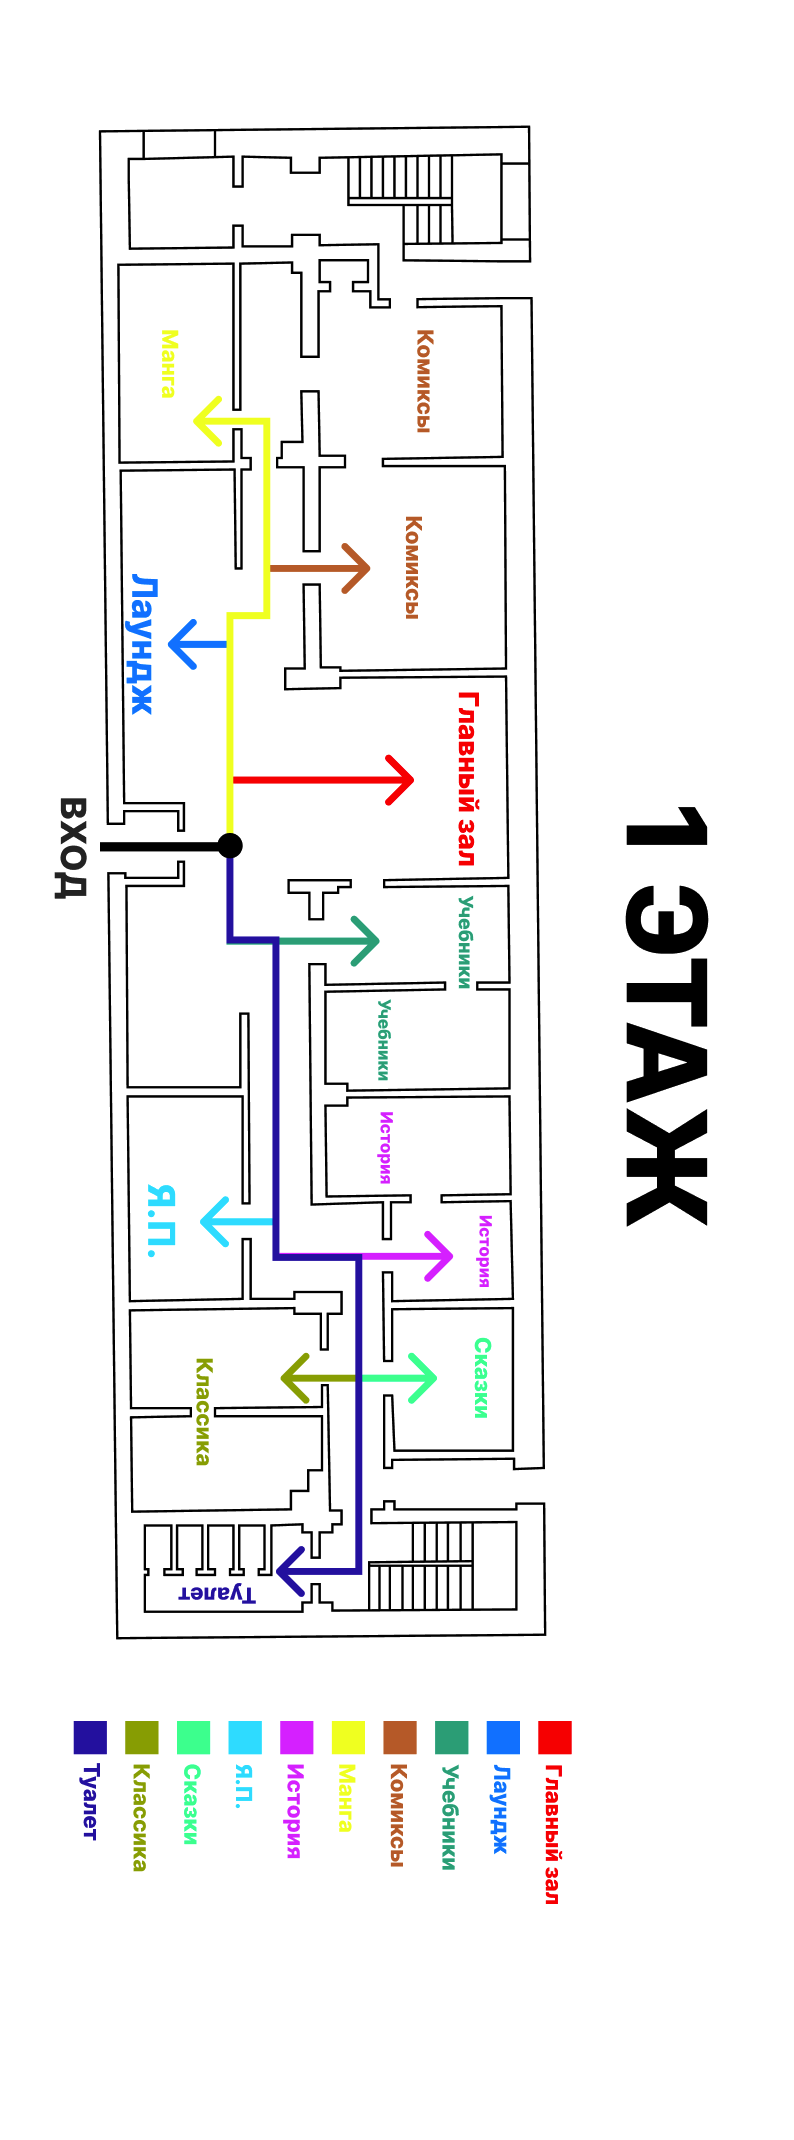 1 ЭТАЖ
Комиксы
Комиксы
Главный зал
Учебники
Учебники
История
История
Сказки
Манга
Лаундж
Я.П.
Классика
Туалет
ВХОД
Главный зал
Лаундж
Учебники
Комиксы
Манга
История
Я.П.
Сказки
Классика
Туалет